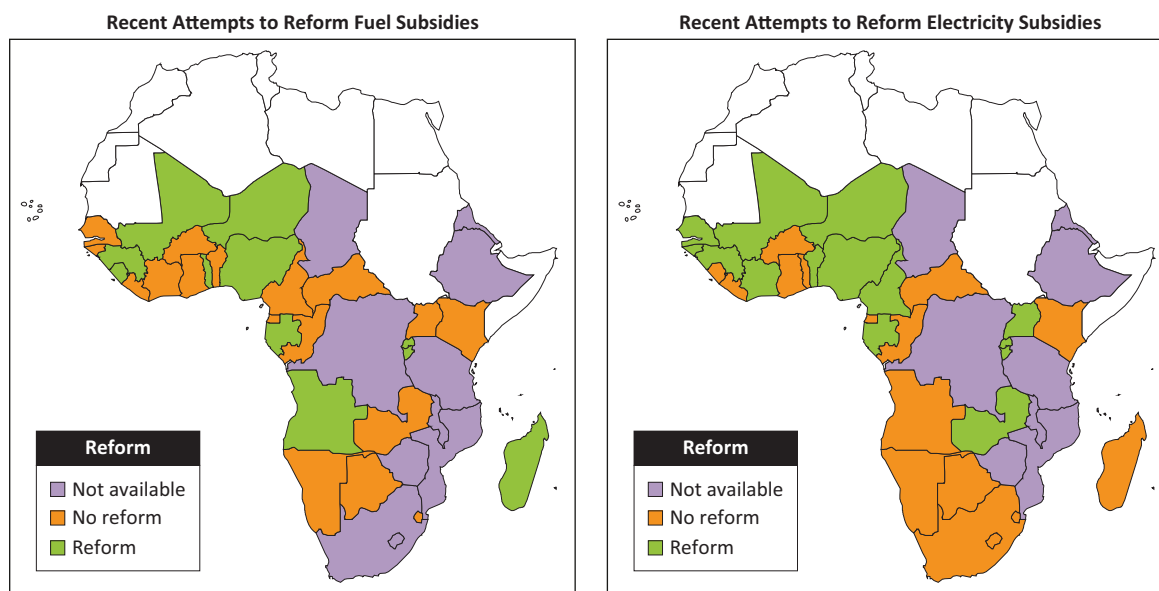 Recent Attempts to Reform Fuel Subsidies
Reform
Not available
No reform
Reform
Recent Attempts to Reform Electricity Subsidies
Reform
Not available
No reform
Reform